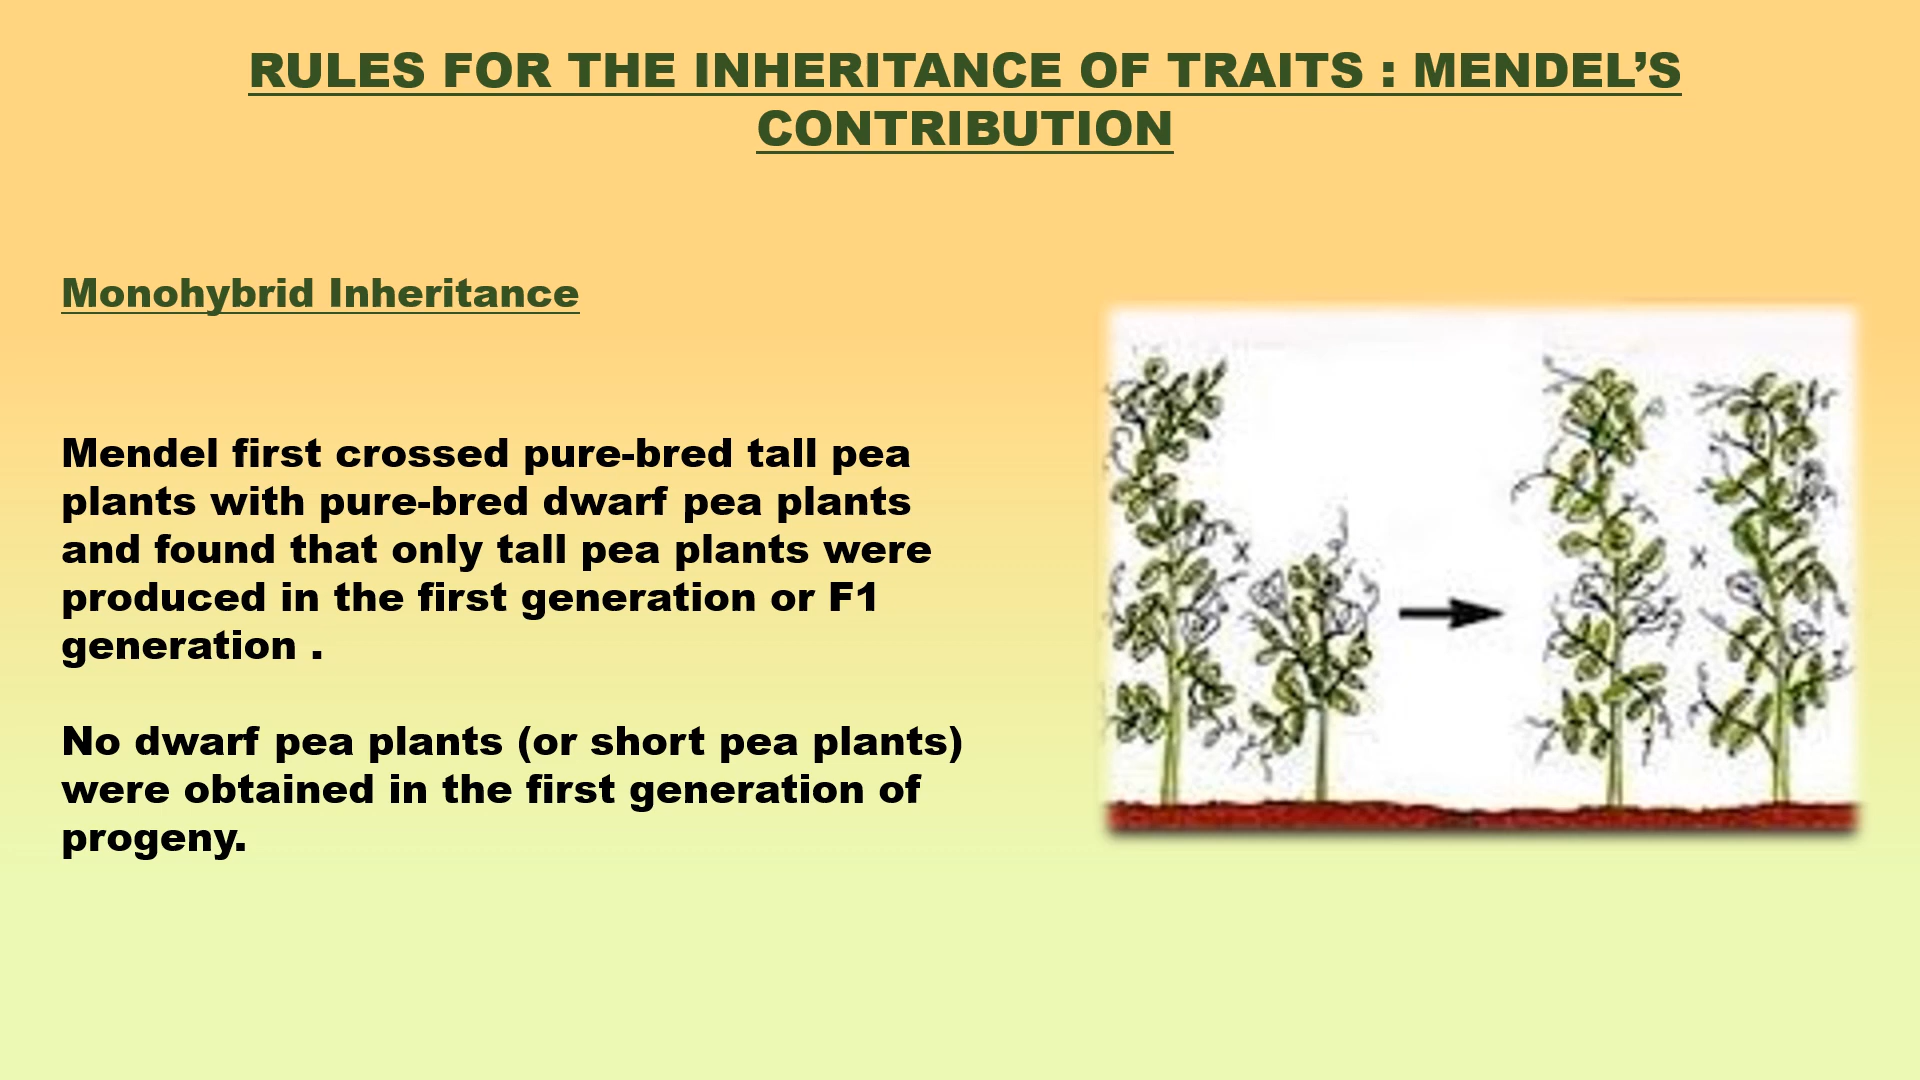 RULES FOR THE INHERITANCE OF TRAITS : MENDEL’S
CONTRIBUTION
Monohybrid Inheritance
Mendel first crossed pure-bred tall pea
plants with pure-bred dwarf pea plants
and found that only tall pea plants were
produced in the first generation or F1
generation .
No dwarf pea plants (or short pea plants)
were obtained in the first generation of
progeny.
x
x